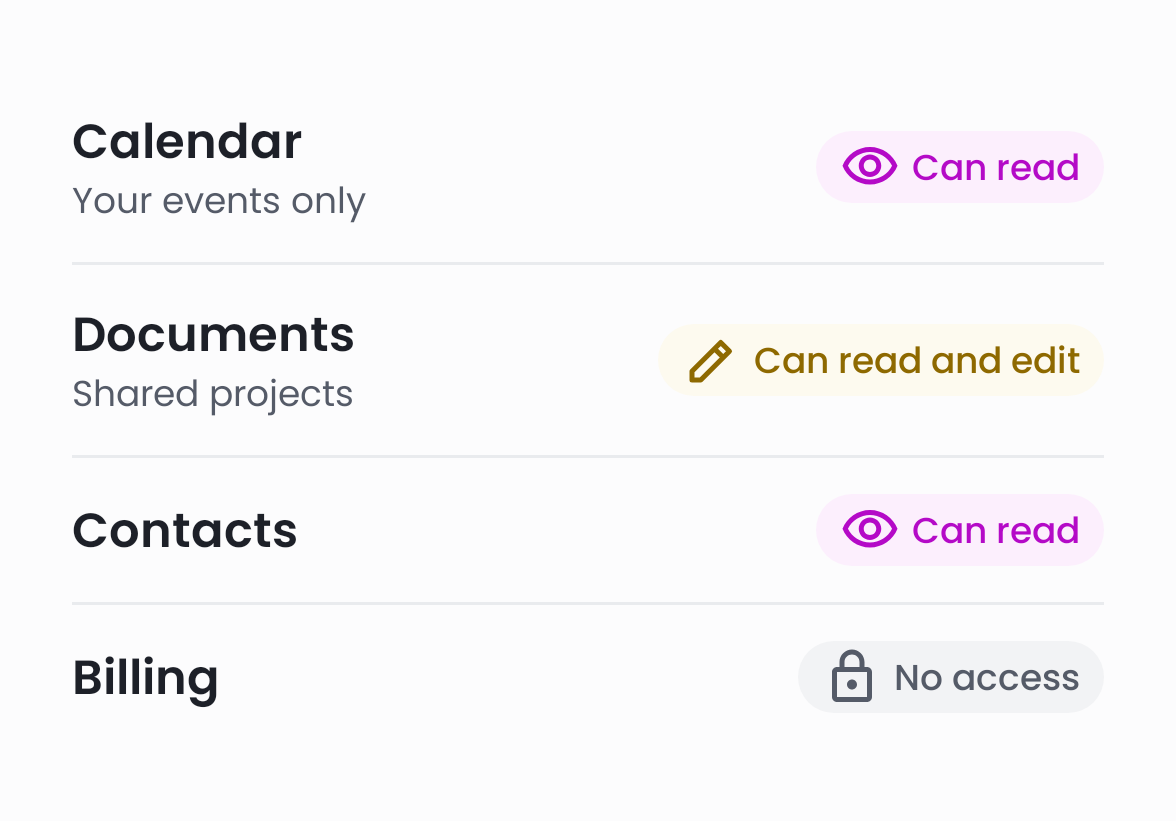 Calendar
Your events only
Can read
Documents
Shared projects
Can read and edit
Contacts
Can read
Billing
No access